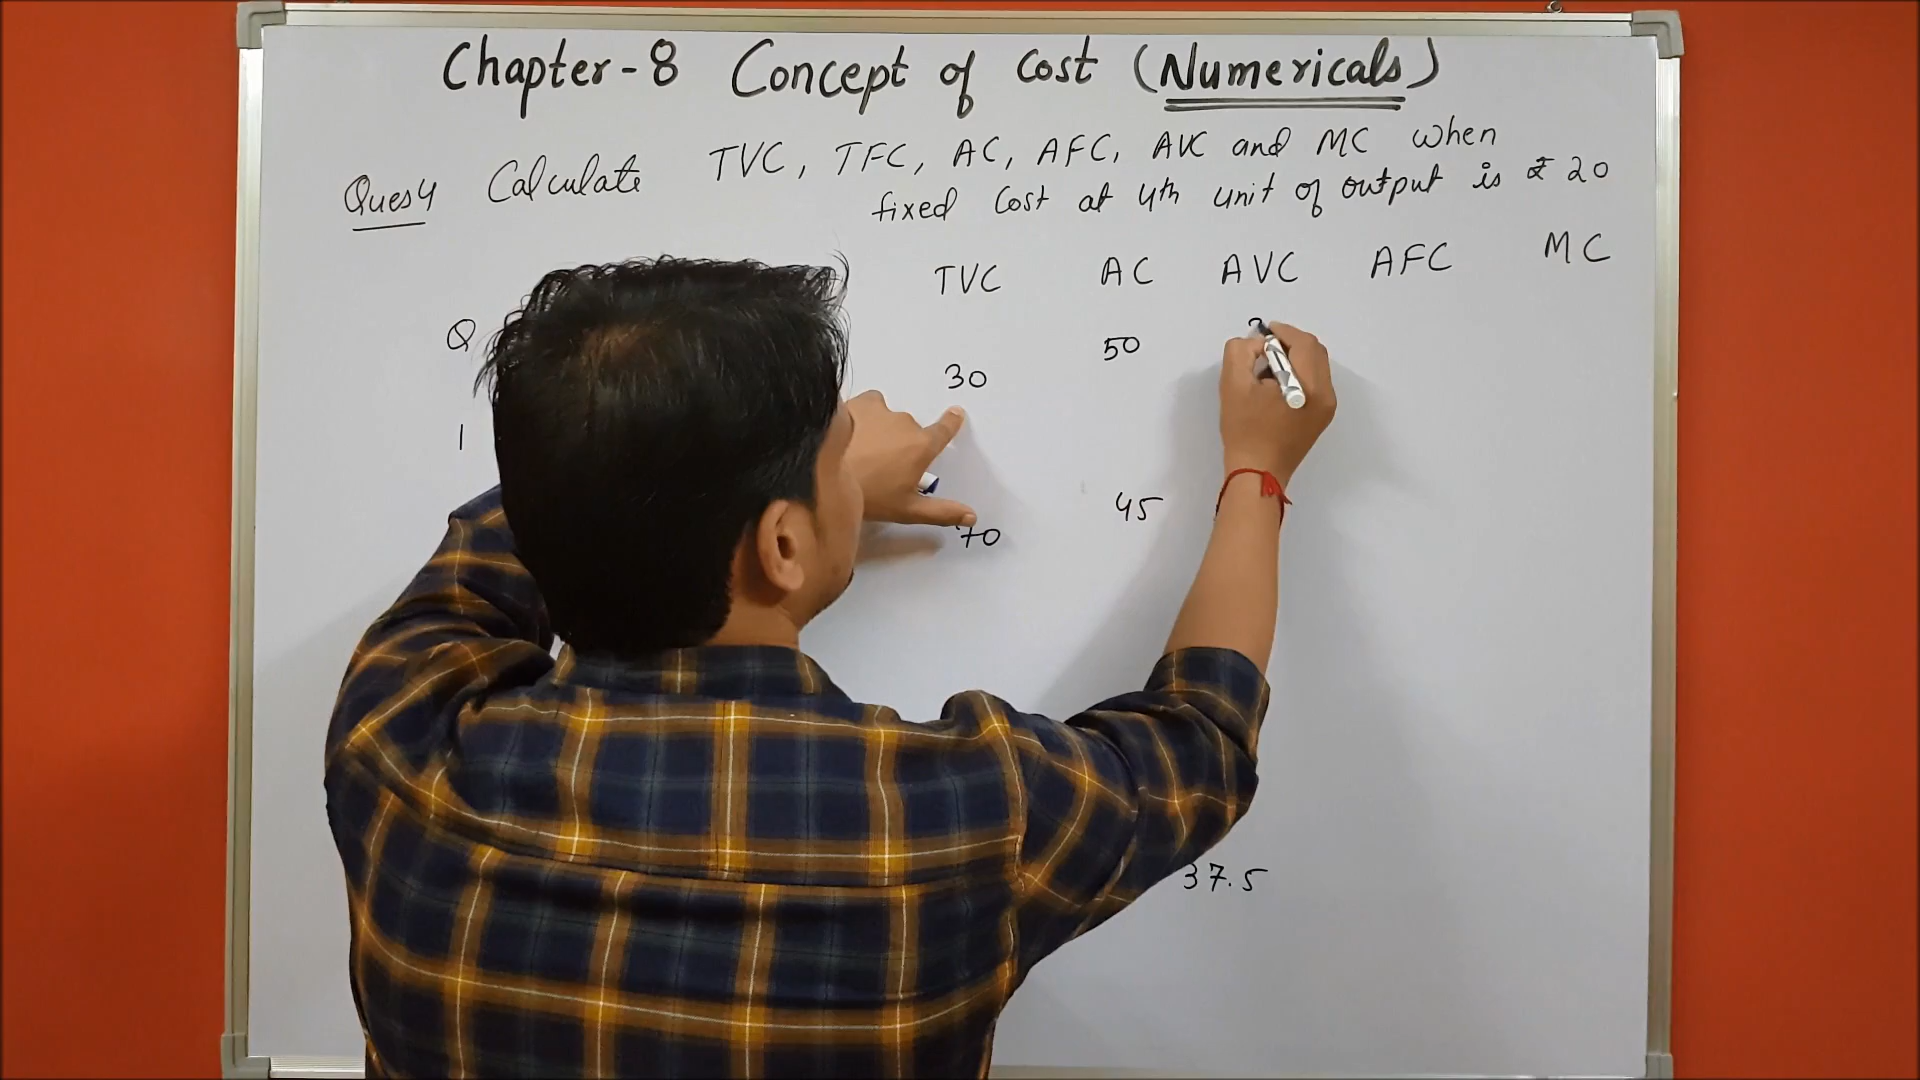 Chapter-8 Concept of Cost (Numericals)
Ques4 Calculate TVC, TFC, AC, AFC, AVC and MC when
fixed Cost at 4th unit of output is ₹ 20
Q TVC AC AVC AFC MC
30 50
1
70 45
37.5